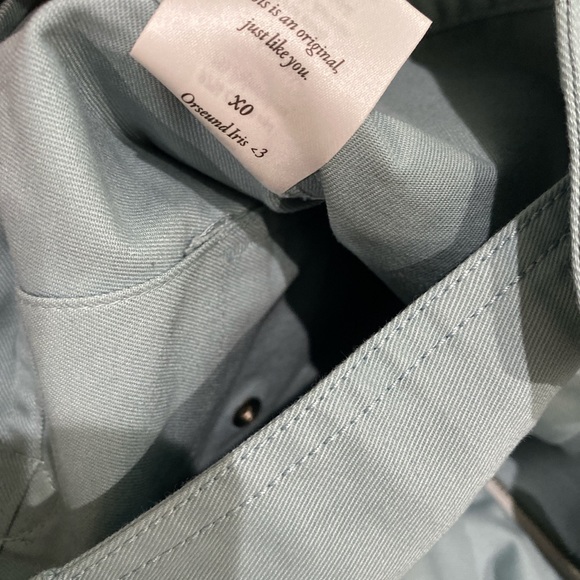 is is an original,
just like you.
XO
Orseund Iris <3